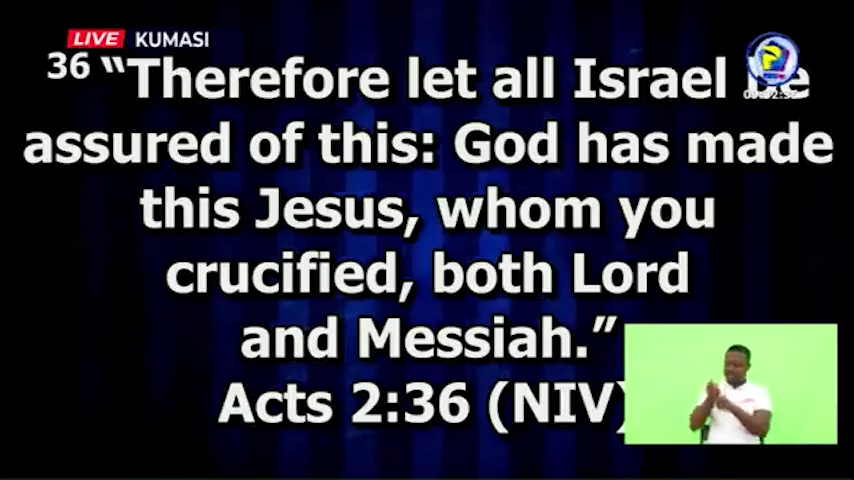 LIVE KUMASI
36 “Therefore let all Israel
assured of this: God has made
this Jesus, whom you
crucified, both Lord
and Messiah.”
Acts 2:36 (NIV)